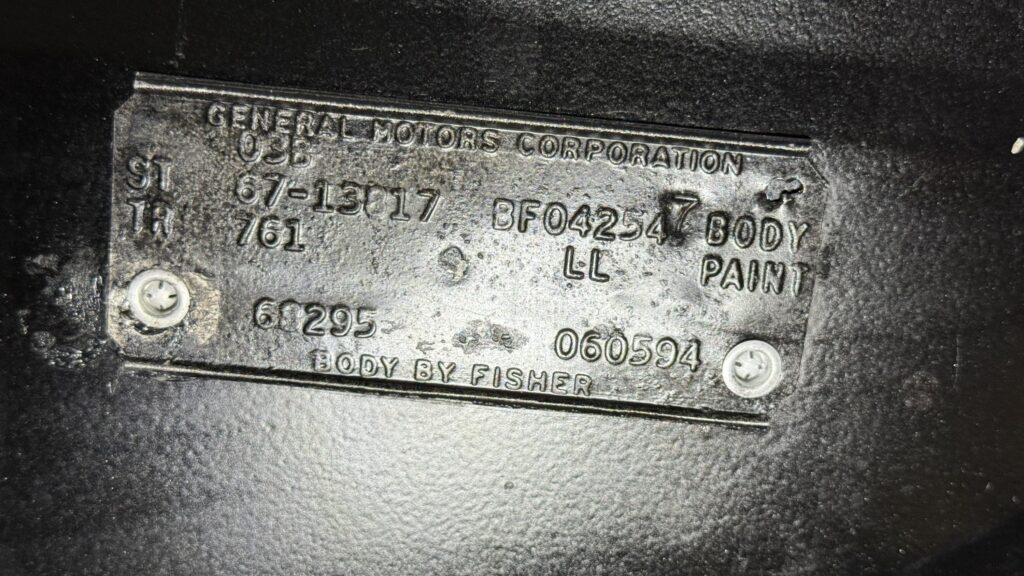 GENERAL MOTORS CORPORATION
03B
ST 67-13817 BF042547 BODY
TR 761 LL PAINT
68295 060594
BODY BY FISHER